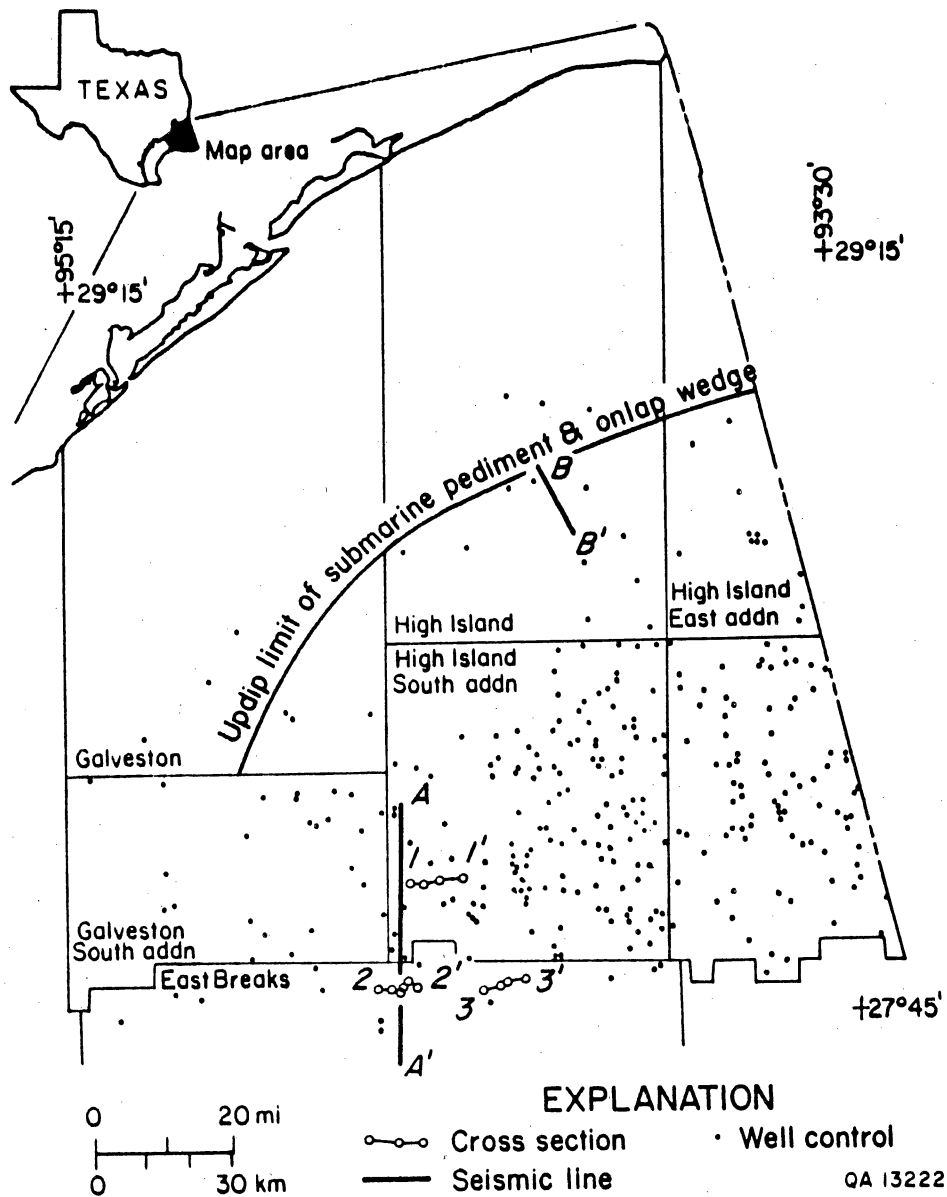 TEXAS
Map area
95°15'
+29°15'
+93°30'
+29°15'
Updip limit of submarine pediment & onlap wedge
B
B'
High Island
High Island
East addn
High Island
South addn
Galveston
A
1
1'
Galveston
South addn
East Breaks
2
2'
3
3'
+27°45'
A'
EXPLANATION
0
20 mi
0
30 km
Cross section
Well control
Seismic line
QA 13222